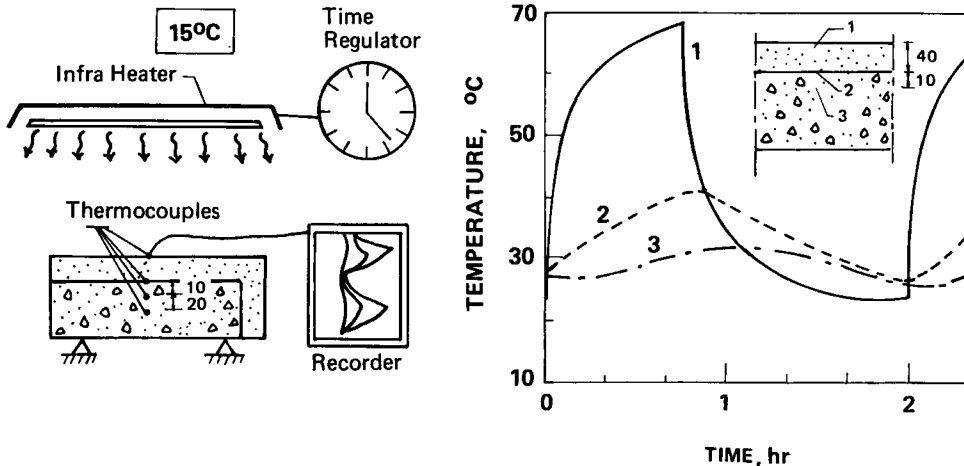 15°C
Time
Regulator
Infra Heater
Thermocouples
10
20
Recorder
TEMPERATURE, °C
70
50
30
10
0
1
2
TIME, hr
1
2
3
1
2
3
40
10